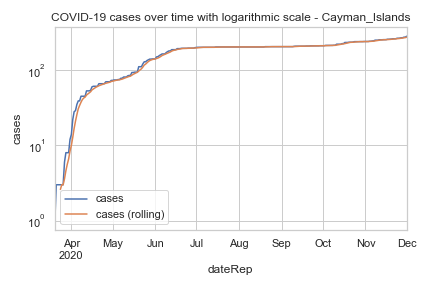 COVID-19 cases over time with logarithmic scale - Cayman_Islands
cases
10²
10¹
10⁰
cases
cases (rolling)
Apr May Jun Jul Aug Sep Oct Nov Dec
2020
dateRep